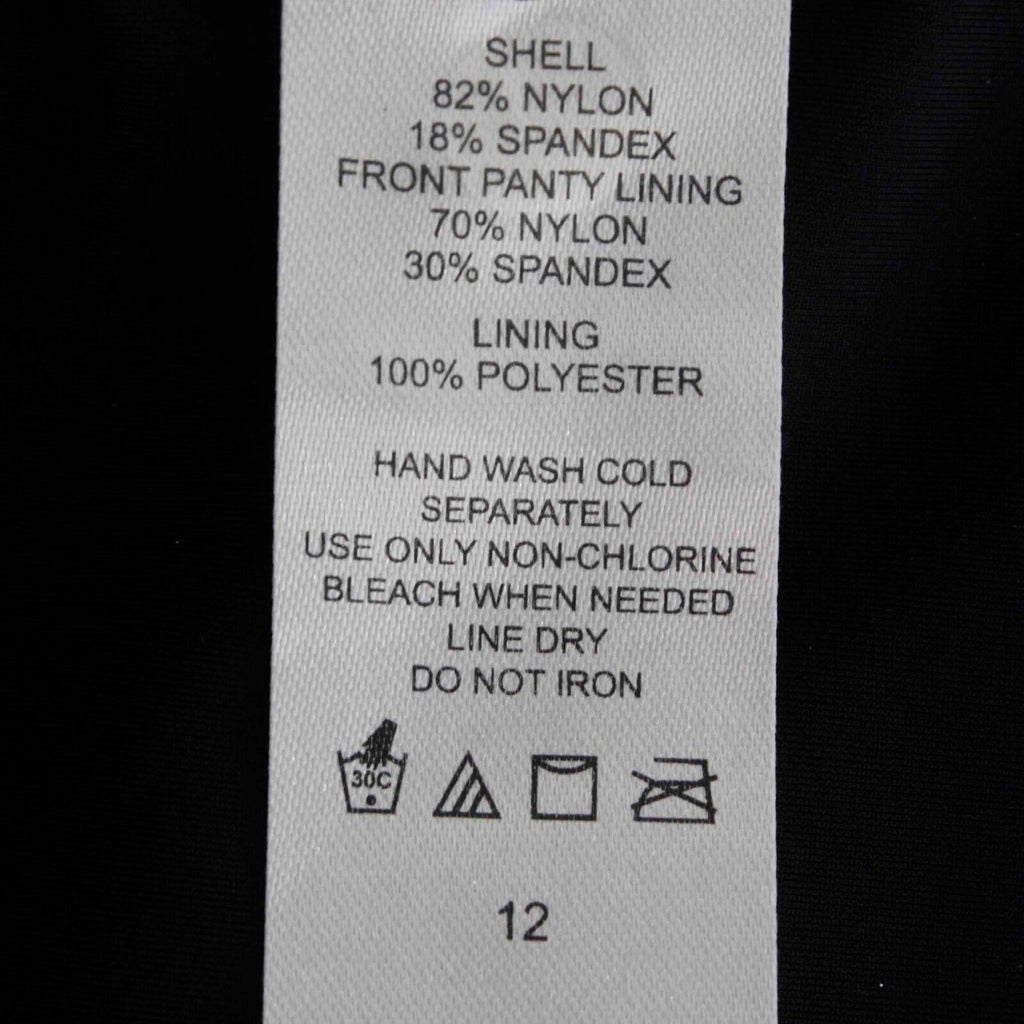 SHELL
82% NYLON
18% SPANDEX
FRONT PANTY LINING
70% NYLON
30% SPANDEX
LINING
100% POLYESTER
HAND WASH COLD
SEPARATELY
USE ONLY NON-CHLORINE
BLEACH WHEN NEEDED
LINE DRY
DO NOT IRON
30C
12